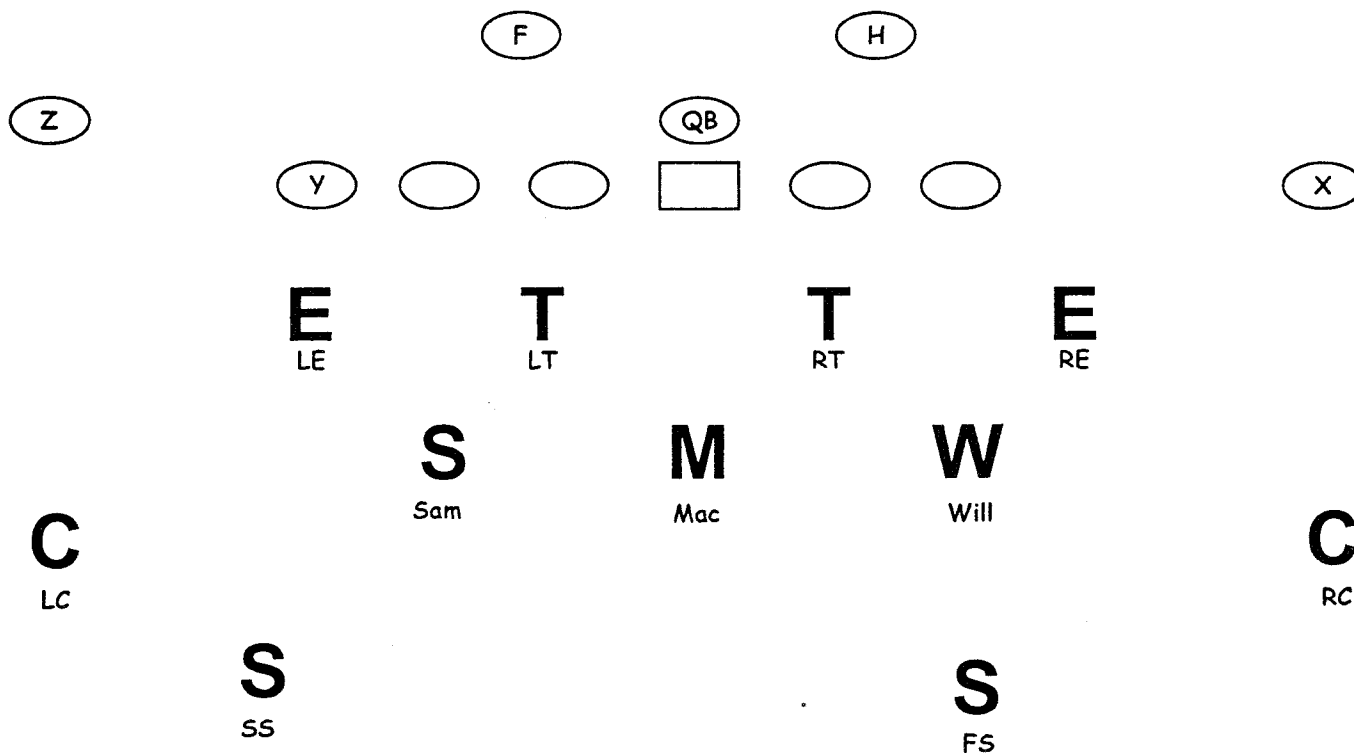 F H
Z QB
Y X
E T T E
LE LT RT RE
S M W
Sam Mac Will
C C
LC RC
S S
SS FS